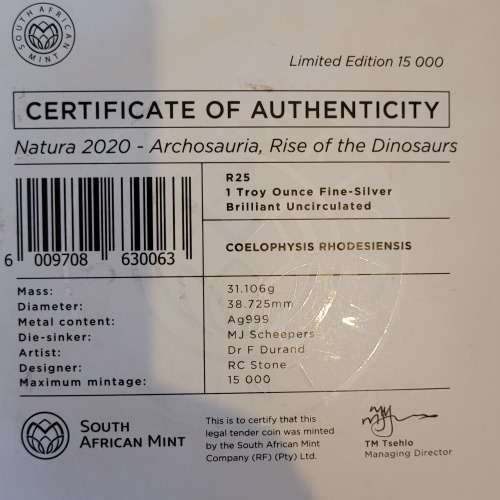 SOUTH AFRICAN MINT
Limited Edition 15 000
CERTIFICATE OF AUTHENTICITY
Natura 2020 - Archosauria, Rise of the Dinosaurs
R25
1 Troy Ounce Fine-Silver
Brilliant Uncirculated
COELOPHYSIS RHODESIENSIS
6 009708 630063
Mass: 31.106g
Diameter: 38.725mm
Metal content: Ag999
Die-sinker: MJ Scheepers
Artist: Dr F Durand
Designer: RC Stone
Maximum mintage: 15 000
SOUTH
AFRICAN MINT
This is to certify that this
legal tender coin was minted
by the South African Mint
Company (RF) (Pty) Ltd.
TM Tsehlo
Managing Director